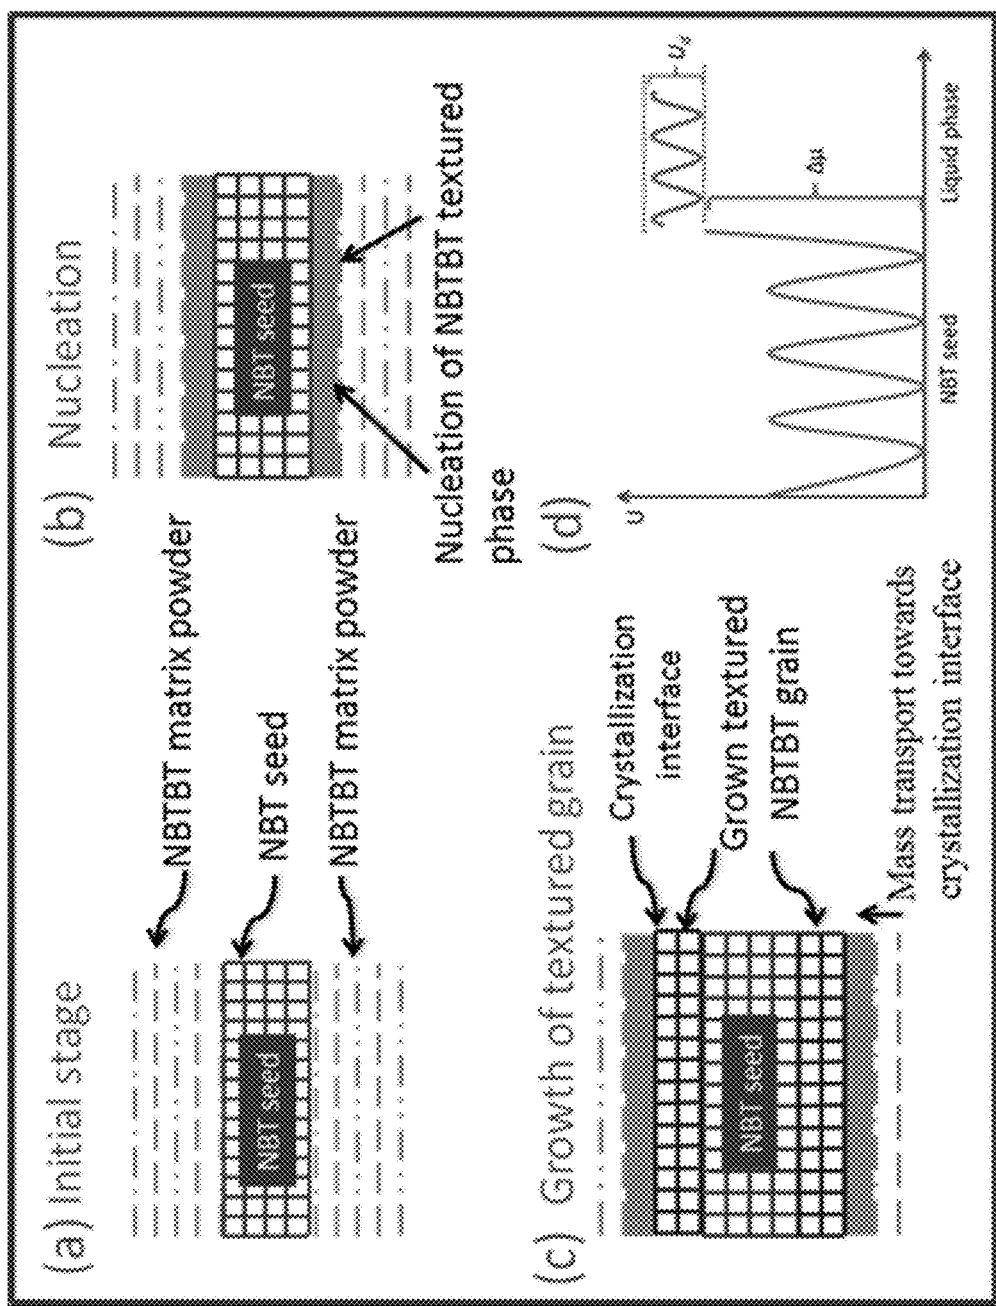 (a) Initial stage
NBTBT matrix powder
NBT seed
NBT seed
NBTBT matrix powder
(b) Nucleation
NBT seed
Nucleation of NBTBT textured
phase
(c) Growth of textured grain
NBT seed
Crystallization
interface
Grown textured
NBTBT grain
Mass transport towards
crystallization interface
(d)
U
Δμ
NBT seed
Liquid phase